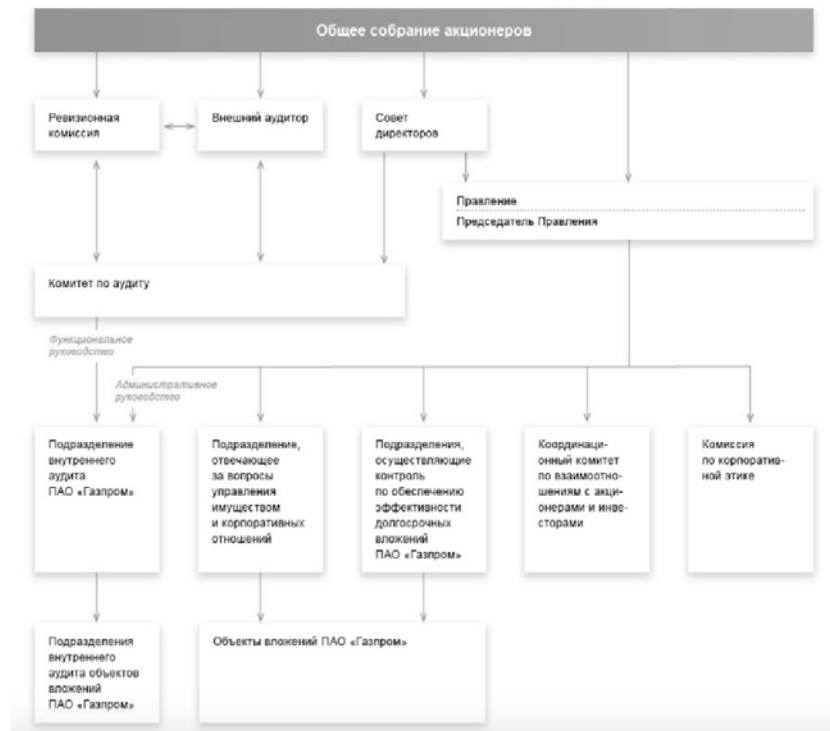 Общее собрание акционеров
Ревизионная
комиссия
Внешний аудитор
Совет
директоров
Правление
Председатель Правления
Комитет по аудиту
Функциональное
руководство
Административное
руководство
Подразделение
внутреннего
аудита
ПАО «Газпром»
Подразделение,
отвечающее
за вопросы
управления
имуществом
и корпоративных
отношений
Подразделения,
осуществляющие
контроль
по обеспечению
эффективности
долгосрочных
вложений
ПАО «Газпром»
Координаци-
онный комитет
по взаимоотно-
шениям с акци-
онерами и инве-
сторами
Комиссия
по корпоратив-
ной этике
Подразделения
внутреннего
аудита объектов
вложений
ПАО «Газпром»
Объекты вложений ПАО «Газпром»